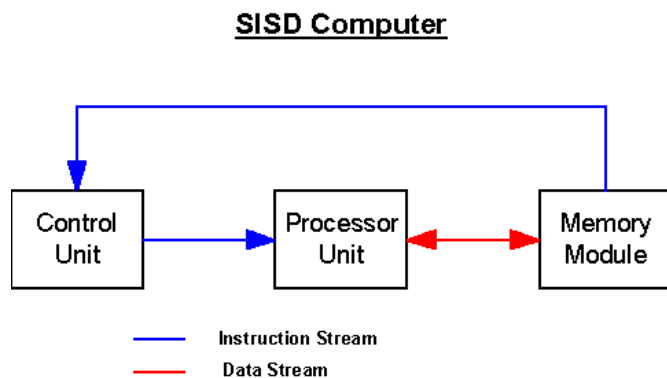 SISD Computer
Control
Unit
Processor
Unit
Memory
Module
Instruction Stream
Data Stream